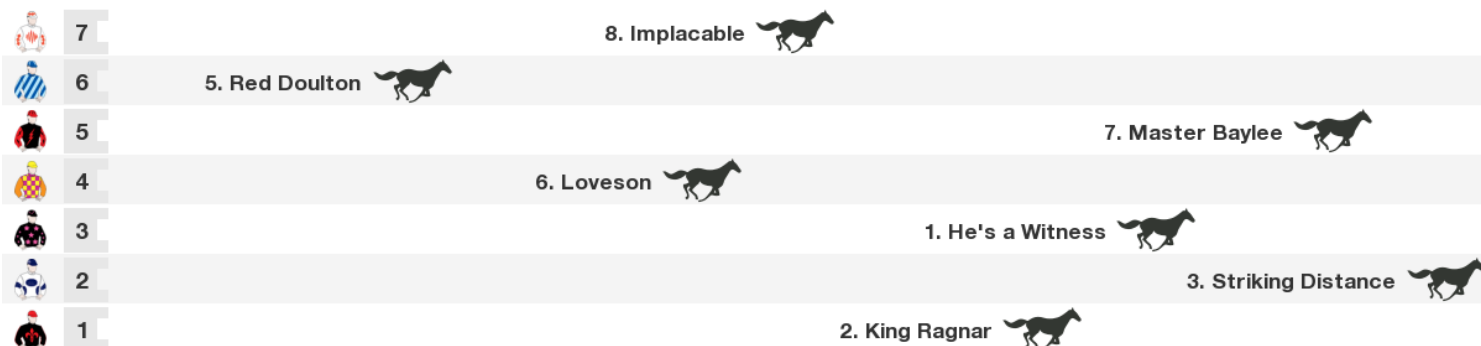 7 8. Implacable
6 5. Red Doulton
5 7. Master Baylee
4 6. Loveson
3 1. He's a Witness
2 3. Striking Distance
1 2. King Ragnar